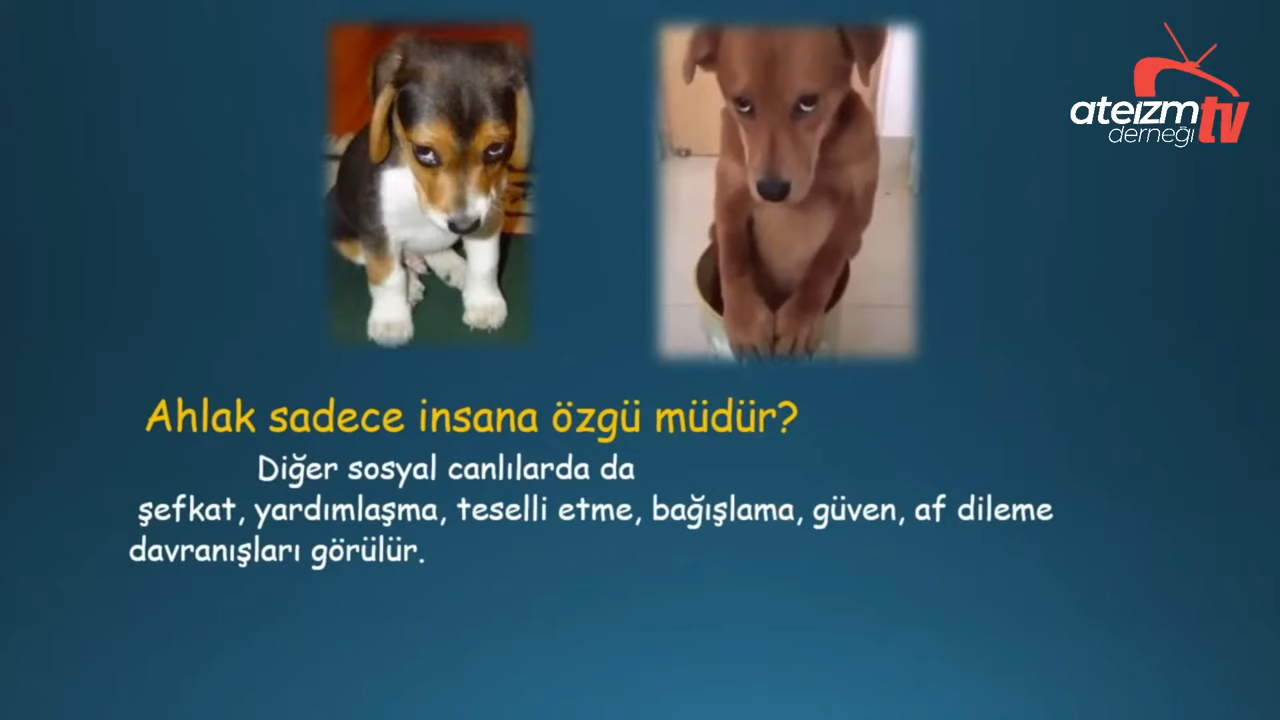 ateizm tv
derneği
Ahlak sadece insana özgü müdür?
Diğer sosyal canlılarda da
şefkat, yardımlaşma, teselli etme, bağışlama, güven, af dileme
davranışları görülür.